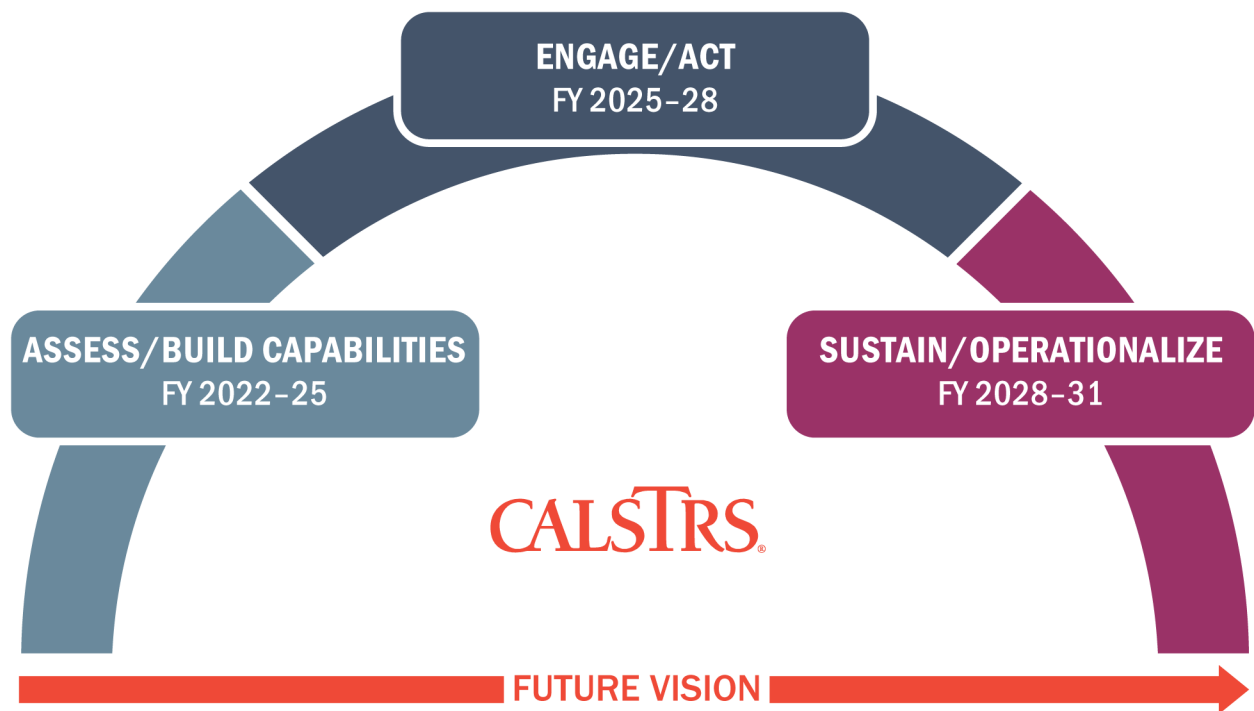 ENGAGE/ACT
FY 2025–28
ASSESS/BUILD CAPABILITIES
FY 2022–25
SUSTAIN/OPERATIONALIZE
FY 2028–31
CALSTRS®
FUTURE VISION